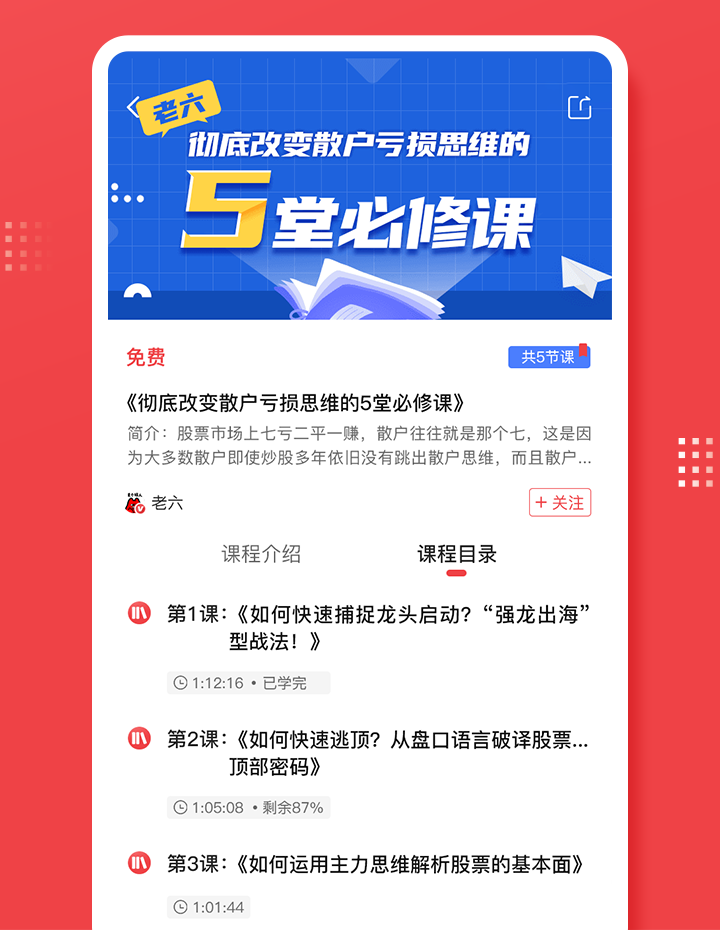 老六
彻底改变散户亏损思维的
5堂必修课
免费
共5节课
《彻底改变散户亏损思维的5堂必修课》
简介：股票市场上七亏二平一赚，散户往往就是那个七，这是因
为大多数散户即使炒股多年依旧没有跳出散户思维，而且散户...
老六
+ 关注
课程介绍
课程目录
第1课：《如何快速捕捉龙头启动？“强龙出海”
型战法！》
1:12:16 • 已学完
第2课：《如何快速逃顶？从盘口语言破译股票...
顶部密码》
1:05:08 • 剩余87%
第3课：《如何运用主力思维解析股票的基本面》
1:01:44